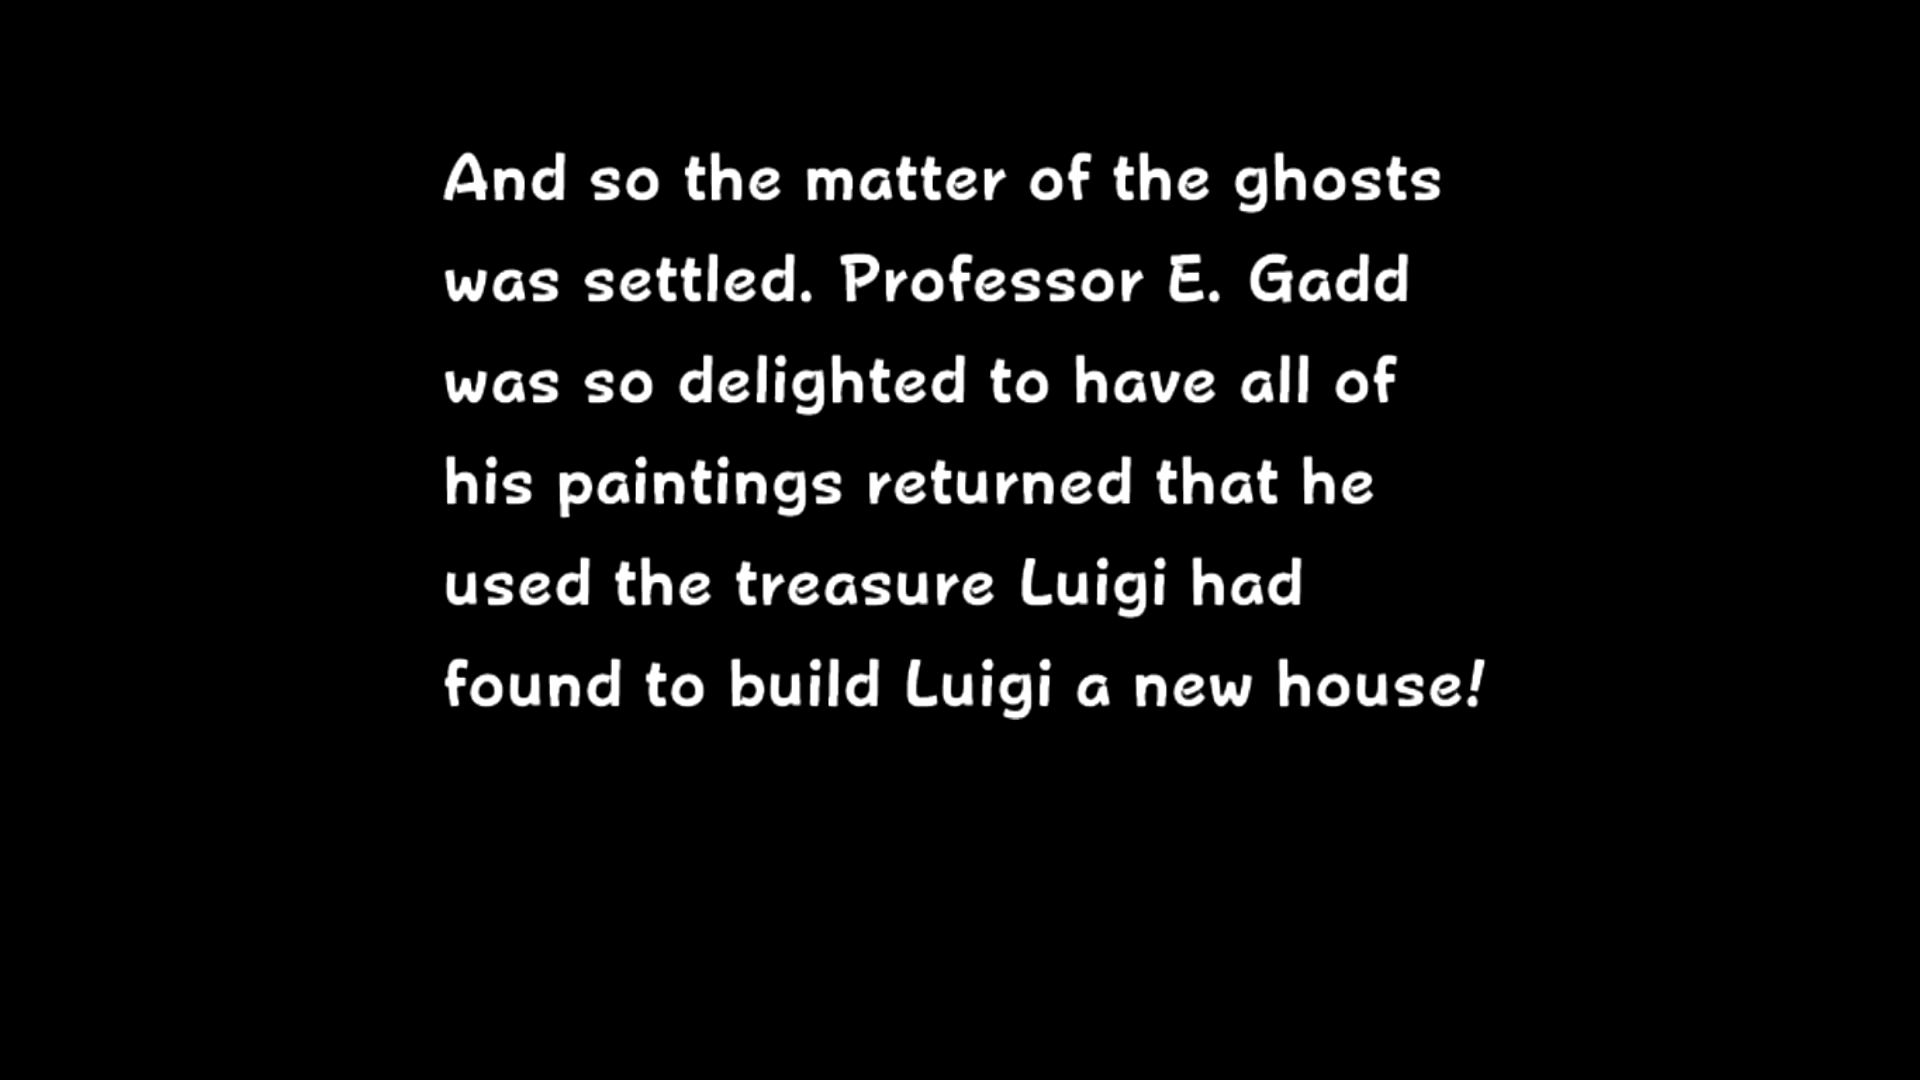 And so the matter of the ghosts
was settled. Professor E. Gadd
was so delighted to have all of
his paintings returned that he
used the treasure Luigi had
found to build Luigi a new house!